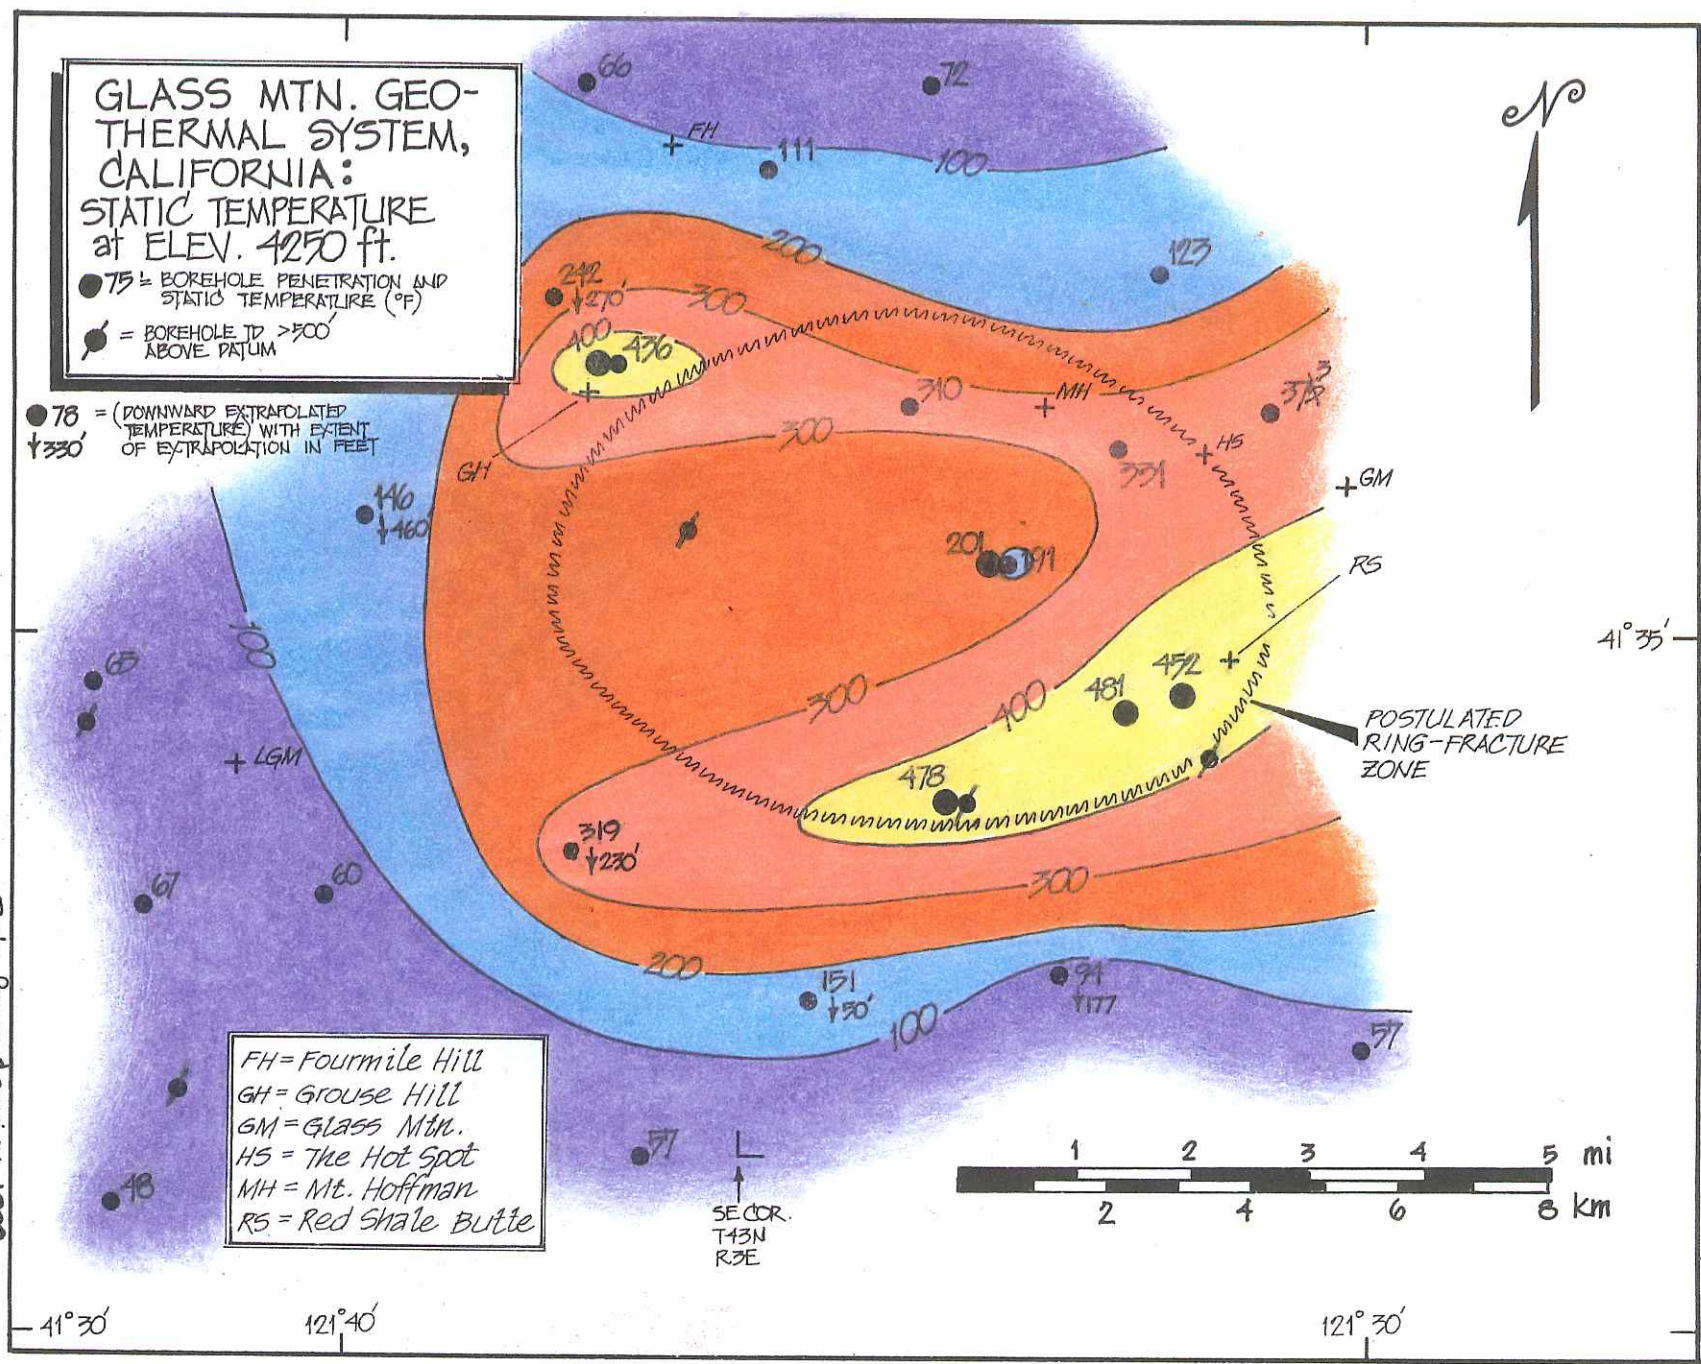 GLASS MTN. GEO-
THERMAL SYSTEM,
CALIFORNIA:
STATIC TEMPERATURE
at ELEV. 4250 ft.
75 = BOREHOLE PENETRATION AND
STATIC TEMPERATURE (°F)
= BOREHOLE TD >500'
ABOVE DATUM
78 = (DOWNWARD EXTRAPOLATED
TEMPERATURE) WITH EXTENT
330' OF EXTRAPOLATION IN FEET
66
72
FH
111
100
N
200
123
242
270'
300
400
436
310
MH
373
300
331
HS
GM
GH
146
460'
201
191
RS
100
41°35'
65
300
400
481
452
POSTULATED
RING-FRACTURE
ZONE
LGM
478
319
230'
67
60
300
200
151
50'
94
177
100
57
FH = Fourmile Hill
GH = Grouse Hill
GM = Glass Mtn.
HS = The Hot Spot
MH = Mt. Hoffman
RS = Red Shale Butte
48
57
SE COR.
T43N
R3E
1 2 3 4 5 mi
2 4 6 8 km
41°30'
121°40'
121°30'